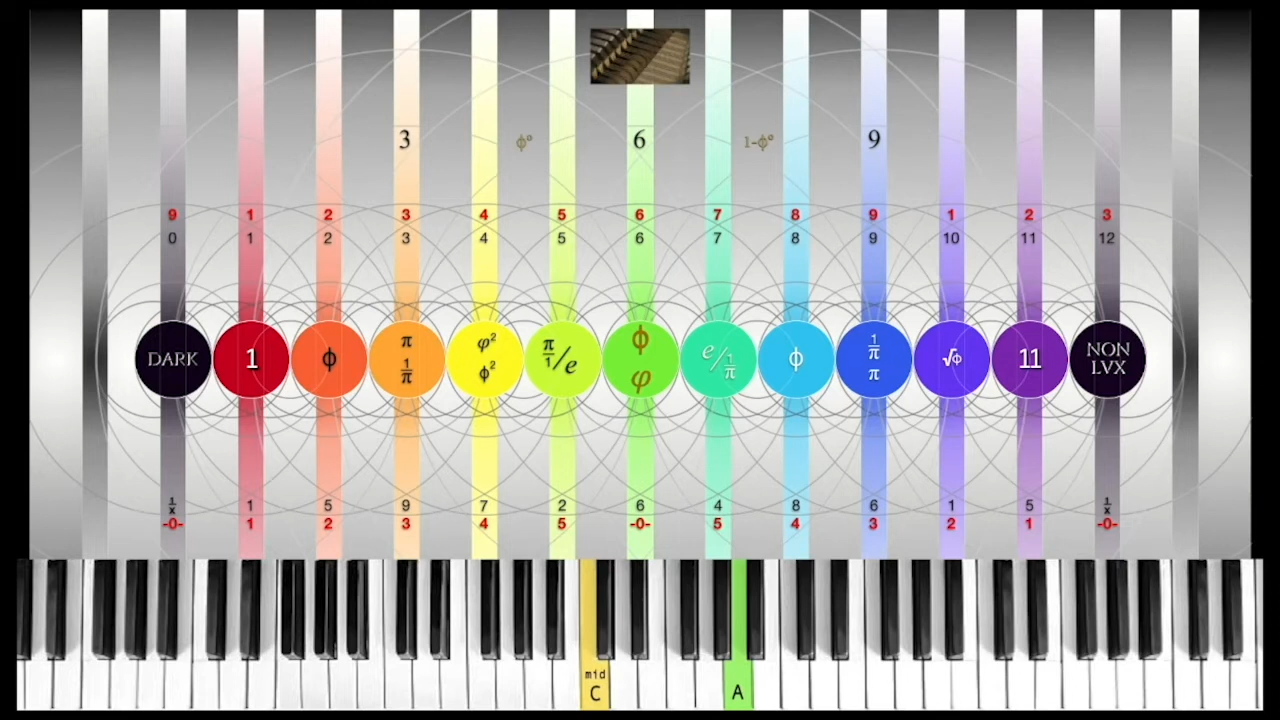 3 ϕ° 6 1-ϕ° 9
9 1 2 3 4 5 6 7 8 9 1 2 3
0 1 2 3 4 5 6 7 8 9 10 11 12
DARK 1 ϕ π 1/π φ² ϕ² π/1/e ϕ φ e/1/π ϕ 1/π π √ϕ 11 NON LVX
1/x 1 5 9 7 2 6 4 8 6 1 5 1/x
-0- 1 2 3 4 5 -0- 5 4 3 2 1 -0-
mid
C A